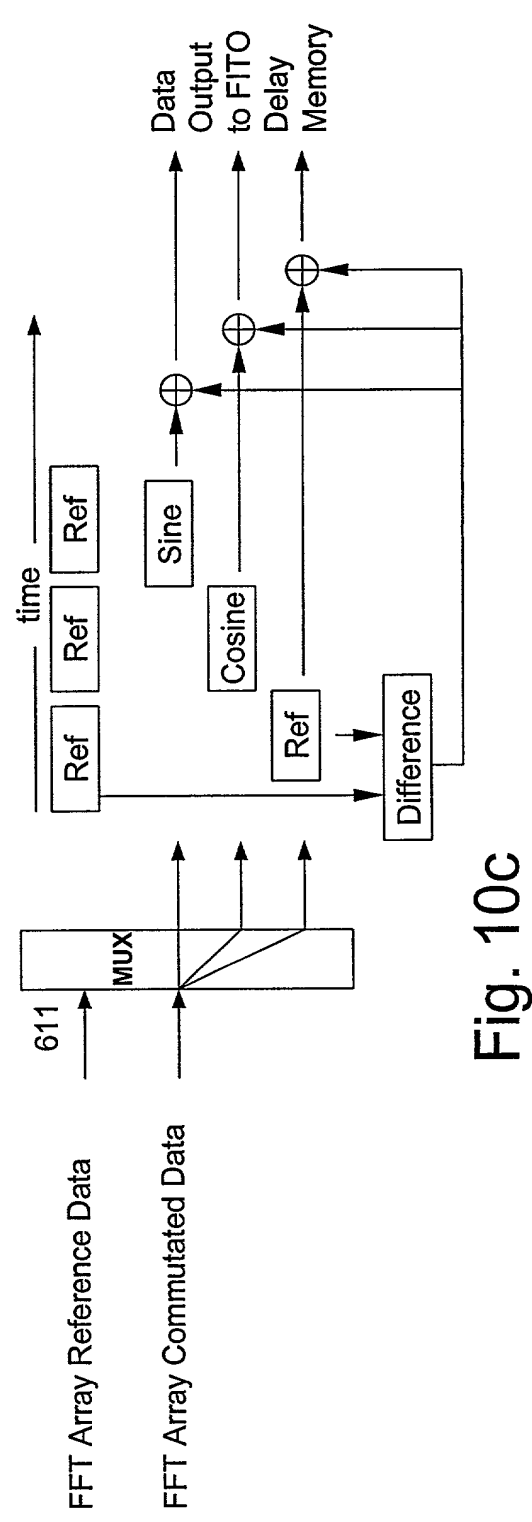 time
Ref
Ref
Ref
611
MUX
FFT Array Reference Data
FFT Array Commutated Data
Sine
Cosine
Ref
Difference
Data
Output
to FITO
Delay
Memory
Fig. 10c